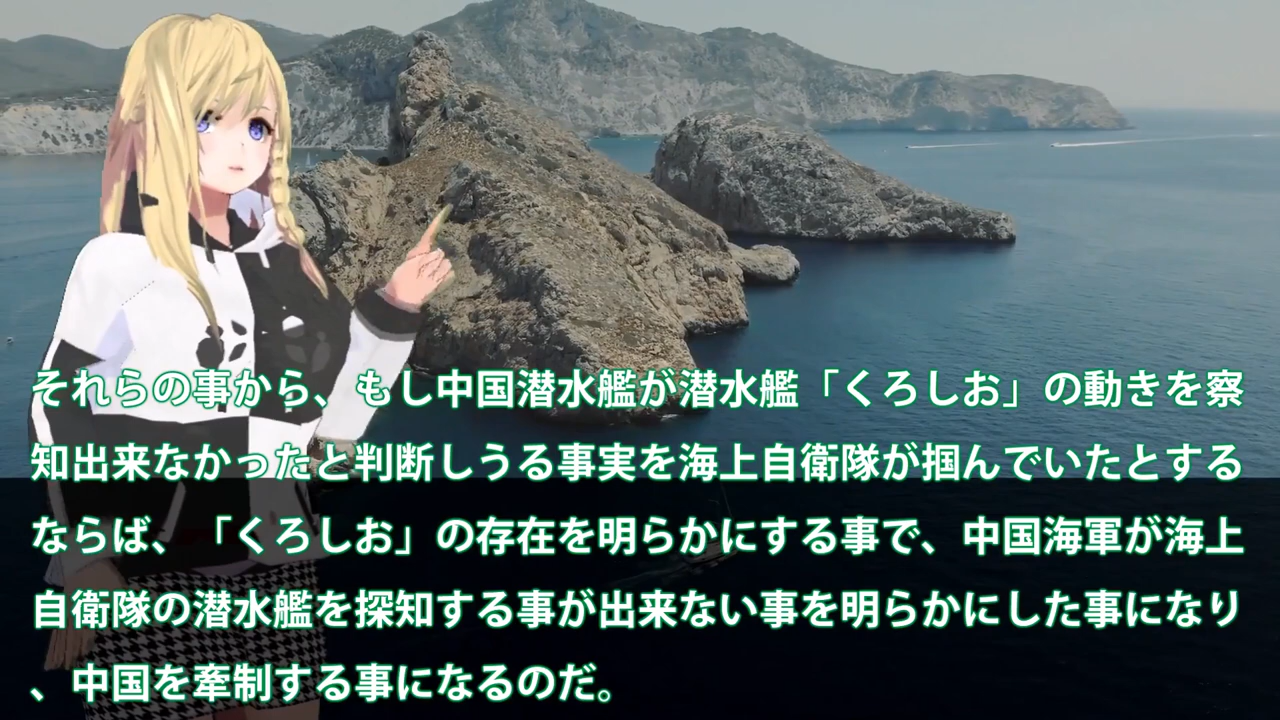 それらの事から、もし中国潜水艦が潜水艦「くろしお」の動きを察
知出来なかったと判断しうる事実を海上自衛隊が掴んでいたとする
ならば、「くろしお」の存在を明らかにする事で、中国海軍が海上
自衛隊の潜水艦を探知する事が出来ない事を明らかにした事になり
、中国を牽制する事になるのだ。